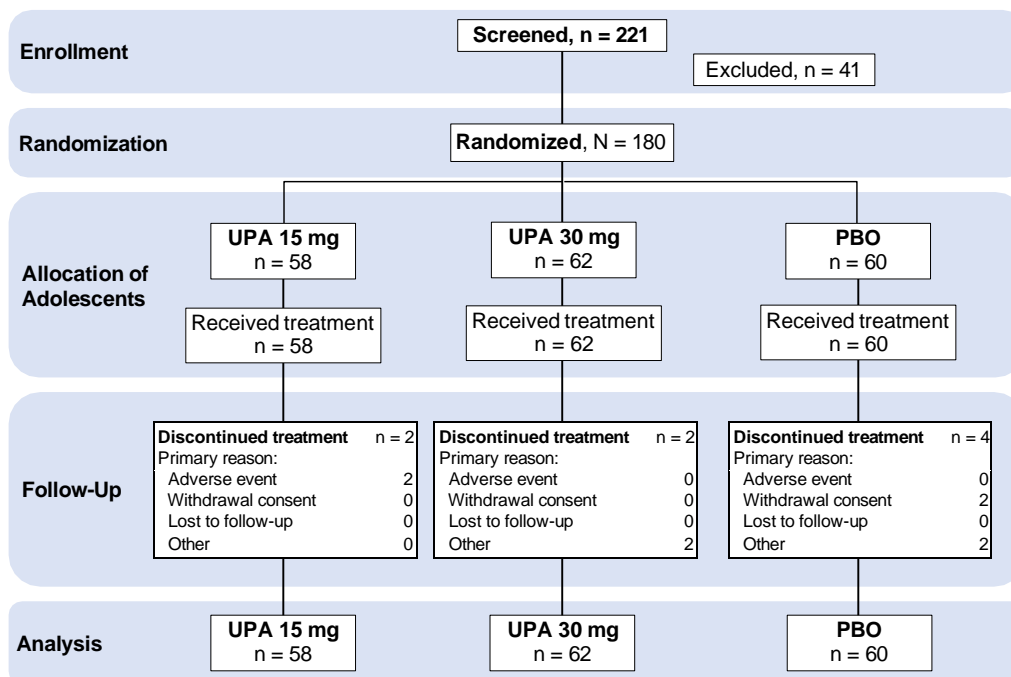 Enrollment
Screened, n = 221
Excluded, n = 41
Randomization
Randomized, N = 180
Allocation of
Adolescents
UPA 15 mg
n = 58
UPA 30 mg
n = 62
PBO
n = 60
Received treatment
n = 58
Received treatment
n = 62
Received treatment
n = 60
Follow-Up
Discontinued treatment n = 2
Primary reason:
Adverse event 2
Withdrawal consent 0
Lost to follow-up 0
Other 0
Discontinued treatment n = 2
Primary reason:
Adverse event 0
Withdrawal consent 0
Lost to follow-up 0
Other 2
Discontinued treatment n = 4
Primary reason:
Adverse event 0
Withdrawal consent 2
Lost to follow-up 0
Other 2
Analysis
UPA 15 mg
n = 58
UPA 30 mg
n = 62
PBO
n = 60